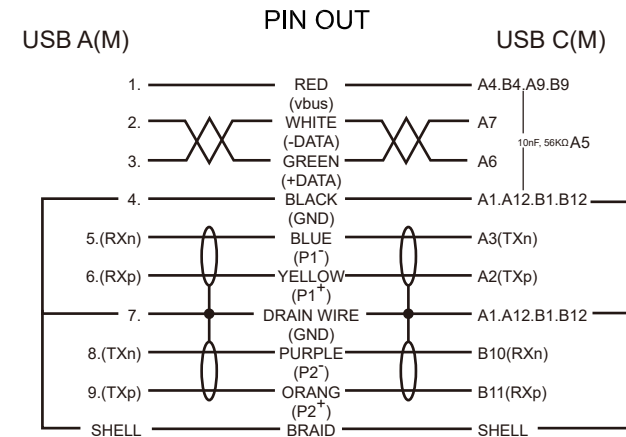 PIN OUT
USB A(M) USB C(M)
1. RED A4.B4.A9.B9
(vbus)
2. WHITE A7
(-DATA) 10nF, 56KΩ A5
3. GREEN A6
(+DATA)
4. BLACK A1.A12.B1.B12
(GND)
5.(RXn) BLUE A3(TXn)
(P1-)
6.(RXp) YELLOW A2(TXp)
(P1+)
7. DRAIN WIRE A1.A12.B1.B12
(GND)
8.(TXn) PURPLE B10(RXn)
(P2-)
9.(TXp) ORANG B11(RXp)
(P2+)
SHELL BRAID SHELL